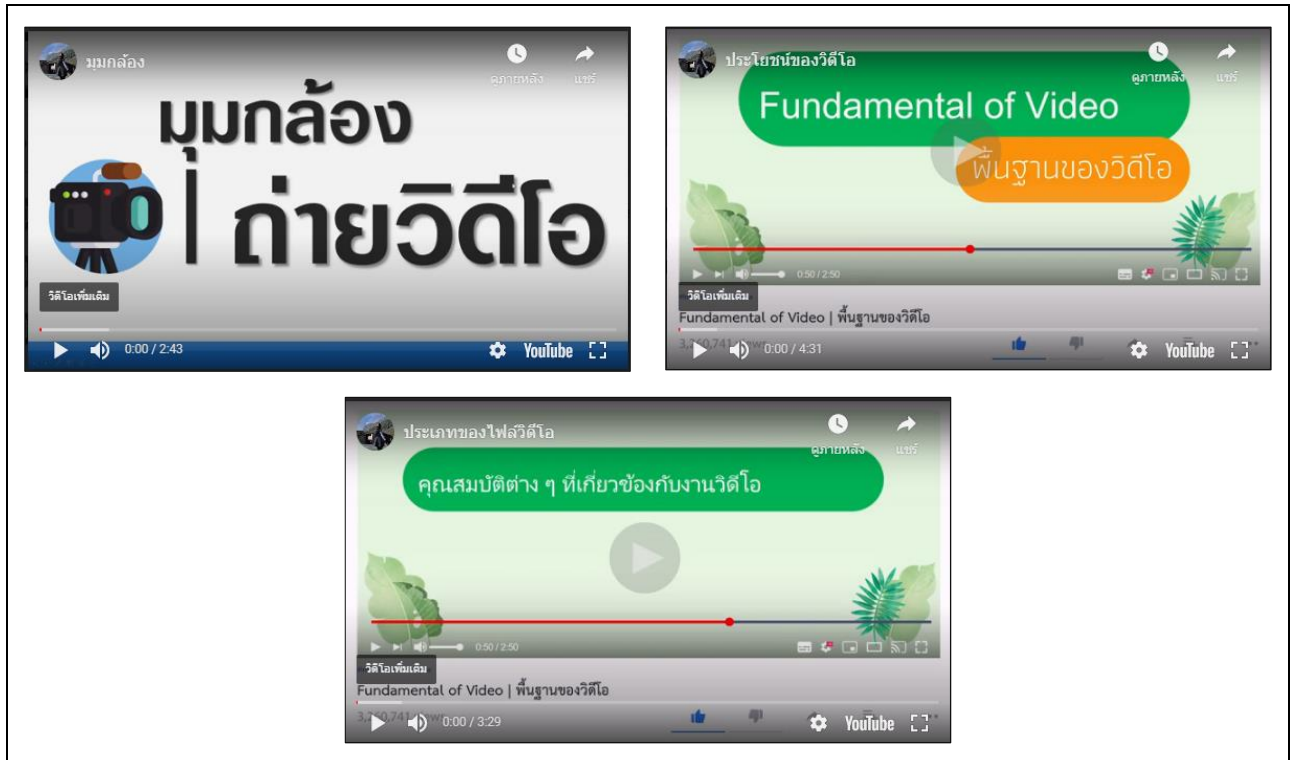 มุมกล้อง
ดูภายหลัง
แชร์
มุมกล้อง
ถ่ายวิดีโอ
วิดีโอเพิ่มเติม
0:00 / 2:43
YouTube
ประโยชน์ของวิดีโอ
ดูภายหลัง
แชร์
Fundamental of Video
พื้นฐานของวิดีโอ
0:50 / 2:50
วิดีโอเพิ่มเติม
Fundamental of Video | พื้นฐานของวิดีโอ
0:00 / 4:31
YouTube
ประเภทของไฟล์วิดีโอ
ดูภายหลัง
แชร์
คุณสมบัติต่าง ๆ ที่เกี่ยวข้องกับงานวิดีโอ
0:50 / 2:50
วิดีโอเพิ่มเติม
Fundamental of Video | พื้นฐานของวิดีโอ
0:00 / 3:29
YouTube